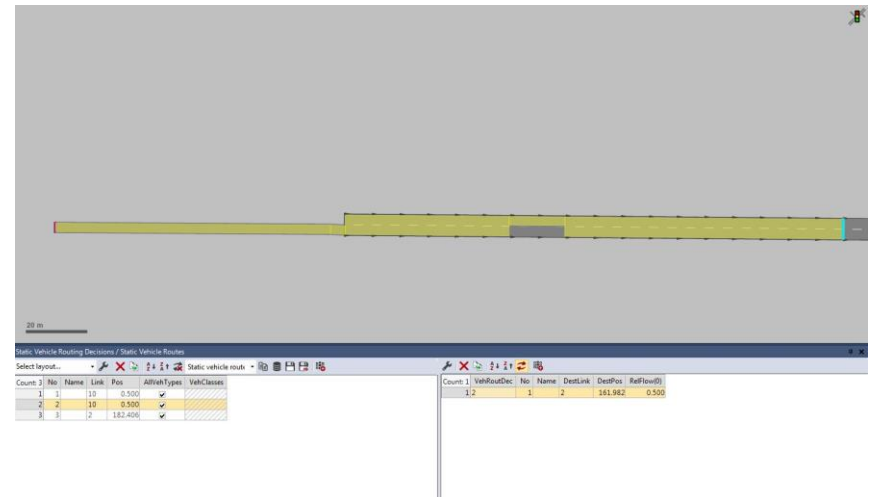 20 m
Static Vehicle Routing Decisions / Static Vehicle Routes
Select layout... Static vehicle route
Count: 3 No Name Link Pos AllVehTypes VehClasses
1 1 10 0.500
2 2 10 0.500
3 3 2 182.406
Count: 1 VehRoutDec No Name DestLink DestPos RelFlow(0)
1 2 1 2 161.982 0.500